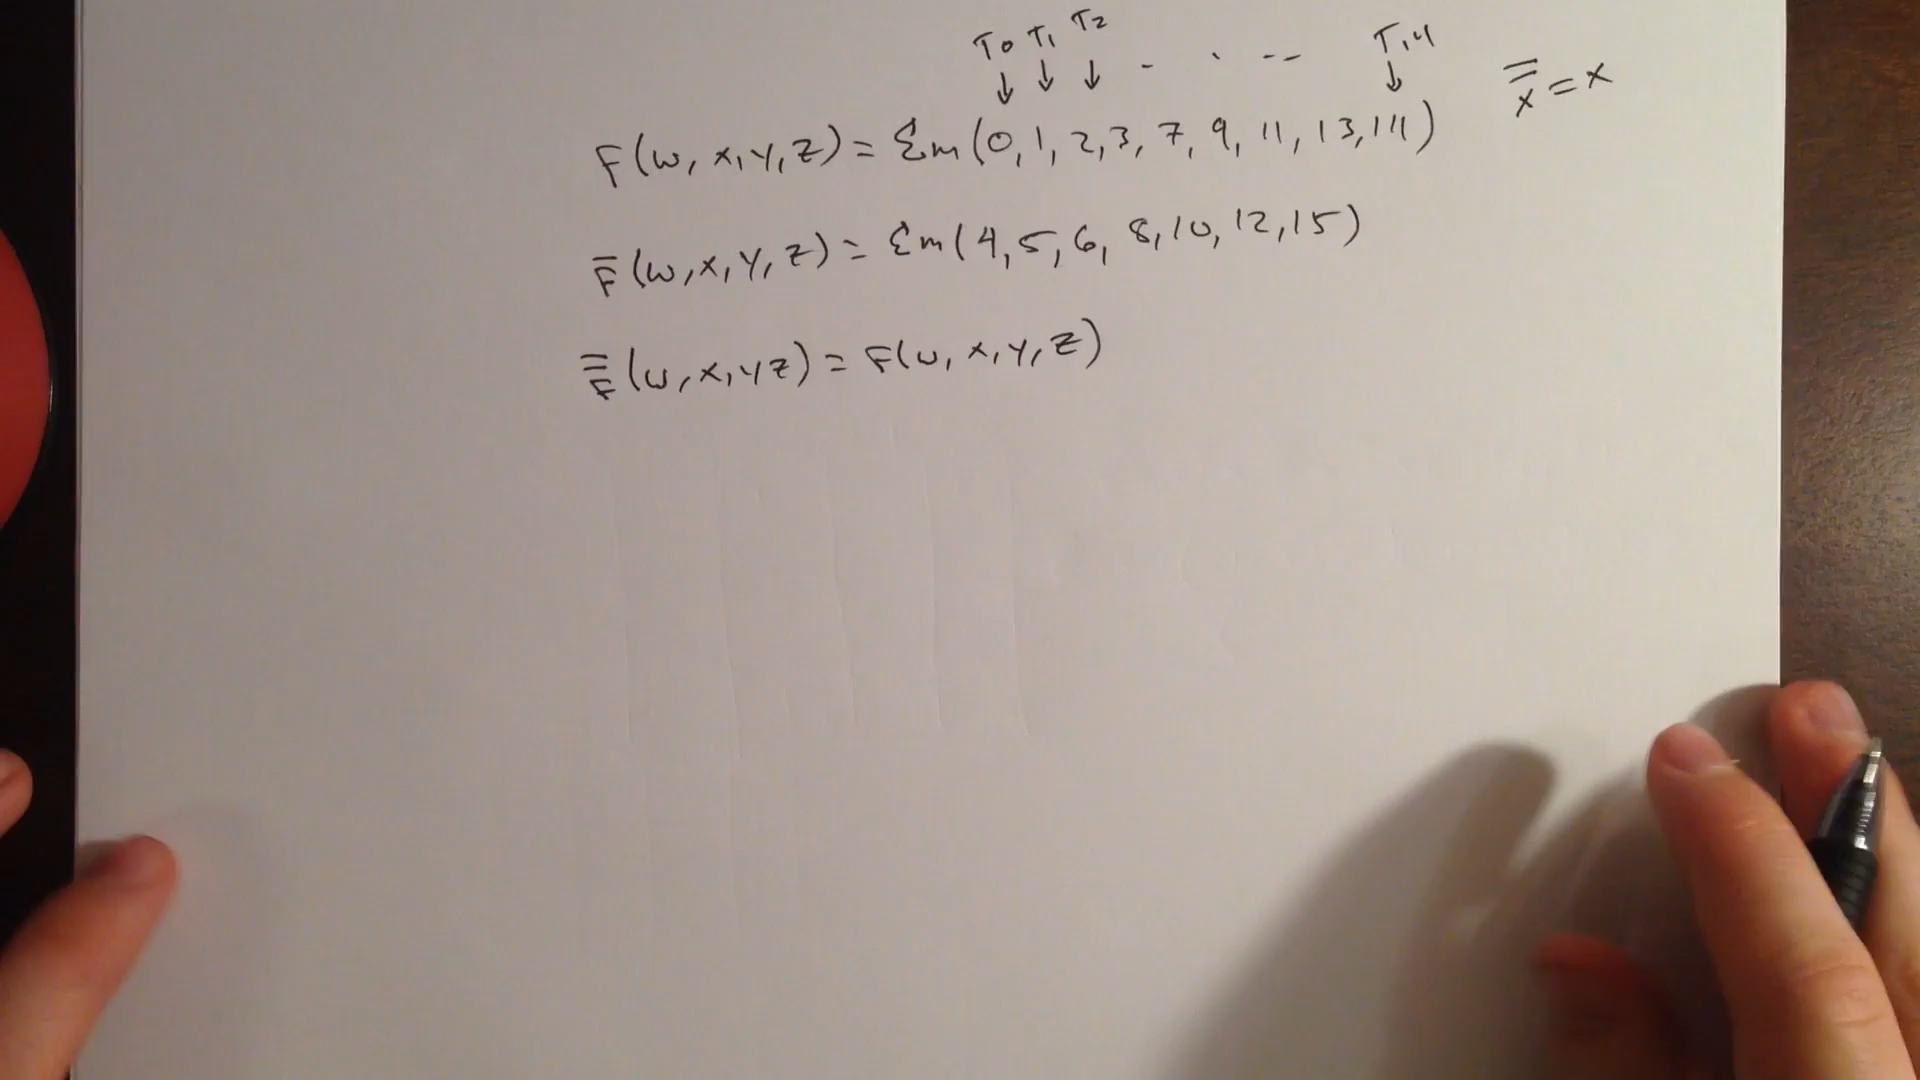 T0 T1 T2 - . -- T14
↓ ↓ ↓ ↓
F(w, x, y, z) = Σm(0, 1, 2, 3, 7, 9, 11, 13, 14) x̿ = x
F̅(w, x, y, z) = Σm(4, 5, 6, 8, 10, 12, 15)
F̿(w, x, y z) = F(w, x, y, z)